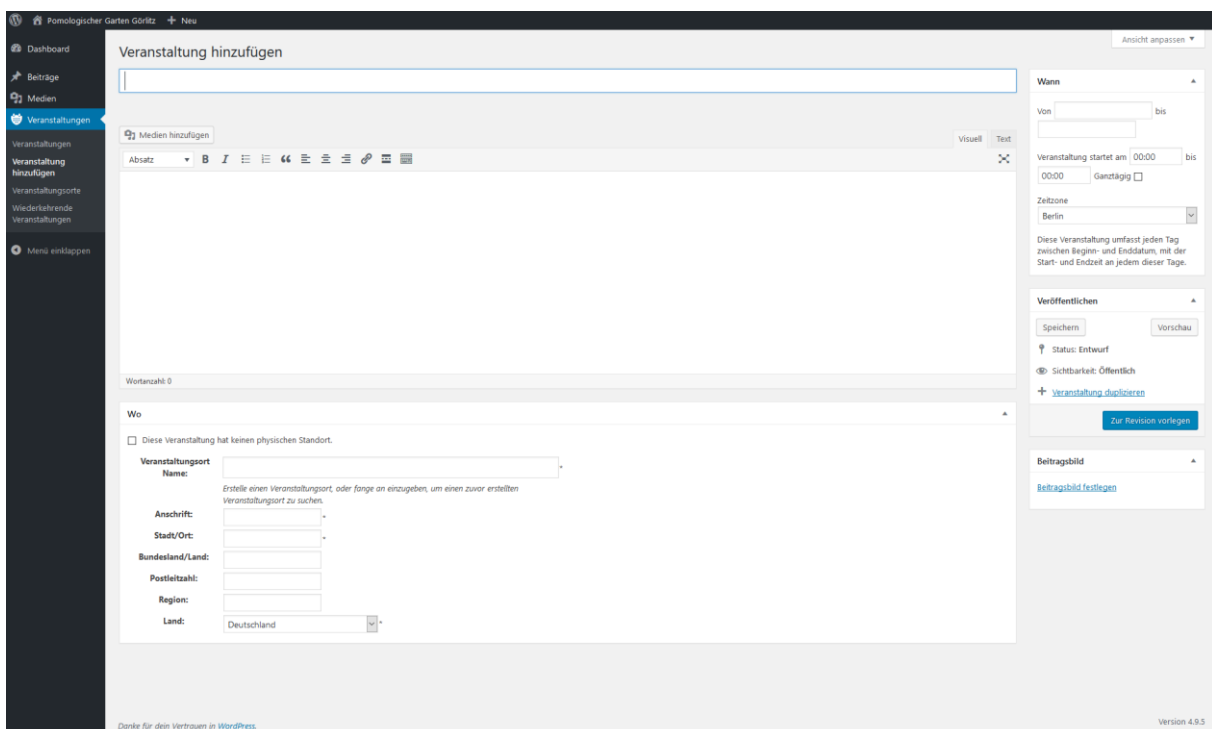 Pomologischer Garten Görlitz + Neu
Ansicht anpassen
Dashboard
Beiträge
Medien
Veranstaltungen
Veranstaltungen
Veranstaltung
hinzufügen
Veranstaltungsorte
Wiederkehrende
Veranstaltungen
Menü einklappen
Veranstaltung hinzufügen
Medien hinzufügen
Visuell Text
Absatz B I
Wortanzahl: 0
Wo
Diese Veranstaltung hat keinen physischen Standort.
Veranstaltungsort
Name: *
Erstelle einen Veranstaltungsort, oder fange an einzugeben, um einen zuvor erstellten
Veranstaltungsort zu suchen.
Anschrift: *
Stadt/Ort: *
Bundesland/Land:
Postleitzahl:
Region:
Land: Deutschland *
Wann
Von bis
Veranstaltung startet am 00:00 bis
00:00 Ganztägig
Zeitzone
Berlin
Diese Veranstaltung umfasst jeden Tag
zwischen Beginn- und Enddatum, mit der
Start- und Endzeit an jedem dieser Tage.
Veröffentlichen
Speichern Vorschau
Status: Entwurf
Sichtbarkeit: Öffentlich
Veranstaltung duplizieren
Zur Revision vorlegen
Beitragsbild
Beitragsbild festlegen
Danke für dein Vertrauen in WordPress.
Version 4.9.5